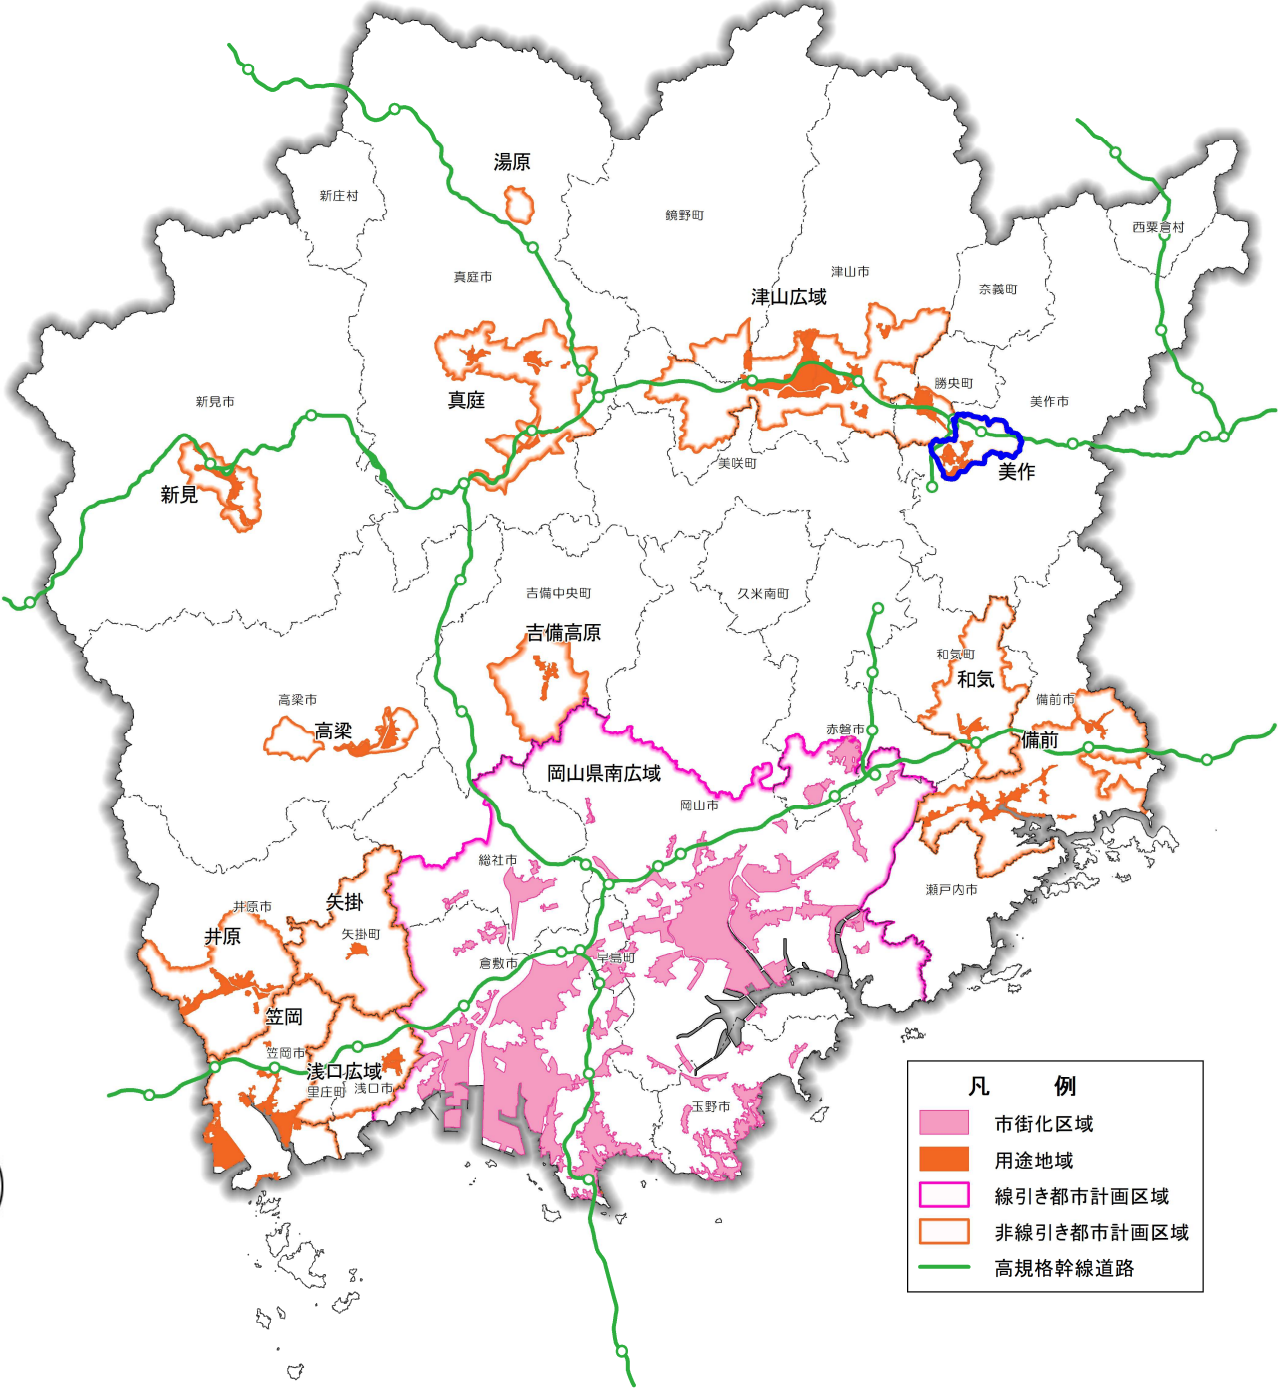 湯原
新庄村
鏡野町
西粟倉村
真庭市
津山市
奈義町
津山広域
勝央町
真庭
新見市
美作市
美咲町
美作
新見
吉備中央町
久米南町
吉備高原
和気町
和気
高梁市
備前市
高梁
赤磐市
備前
岡山県南広域
岡山市
総社市
瀬戸内市
矢掛
井原市
井原
矢掛町
倉敷市
早島町
笠岡
笠岡市
浅口広域
里庄町
浅口市
玉野市
凡 例
市街化区域
用途地域
線引き都市計画区域
非線引き都市計画区域
高規格幹線道路